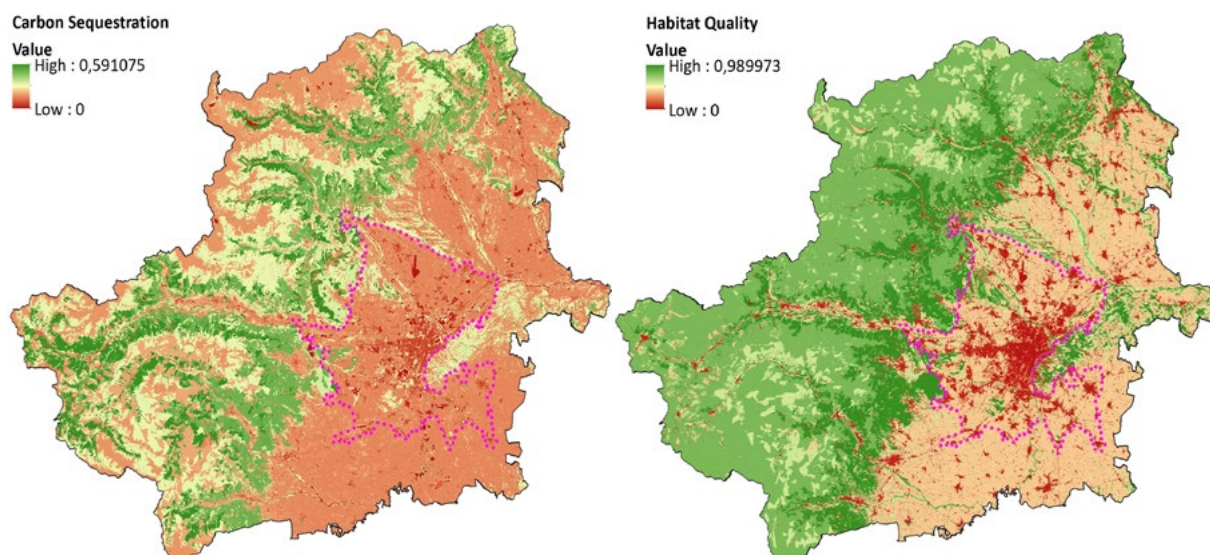 Carbon Sequestration
Value
High : 0,591075
Low : 0
Habitat Quality
Value
High : 0,989973
Low : 0